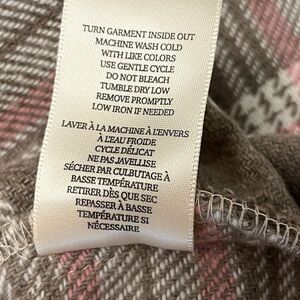 TURN GARMENT INSIDE OUT
MACHINE WASH COLD
WITH LIKE COLORS
USE GENTLE CYCLE
DO NOT BLEACH
TUMBLE DRY LOW
REMOVE PROMPTLY
LOW IRON IF NEEDED
LAVER À LA MACHINE À L'ENVERS
À L'EAU FROIDE
CYCLE DÉLICAT
NE PAS JAVELLISE
SÉCHER PAR CULBUTAGE À
BASSE TEMPÉRATURE
RETIRER DÈS QUE SEC
REPASSER À BASSE
TEMPÉRATURE SI
NÉCESSAIRE